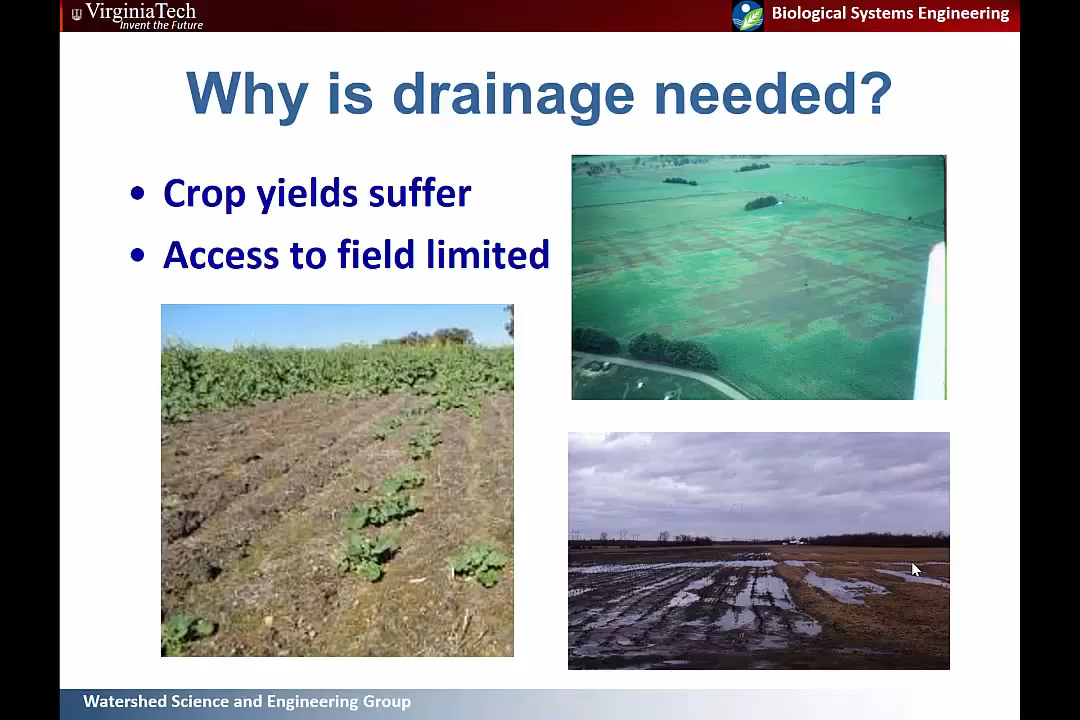 VirginiaTech
Invent the Future
Biological Systems Engineering
Why is drainage needed?
• Crop yields suffer
• Access to field limited
Watershed Science and Engineering Group